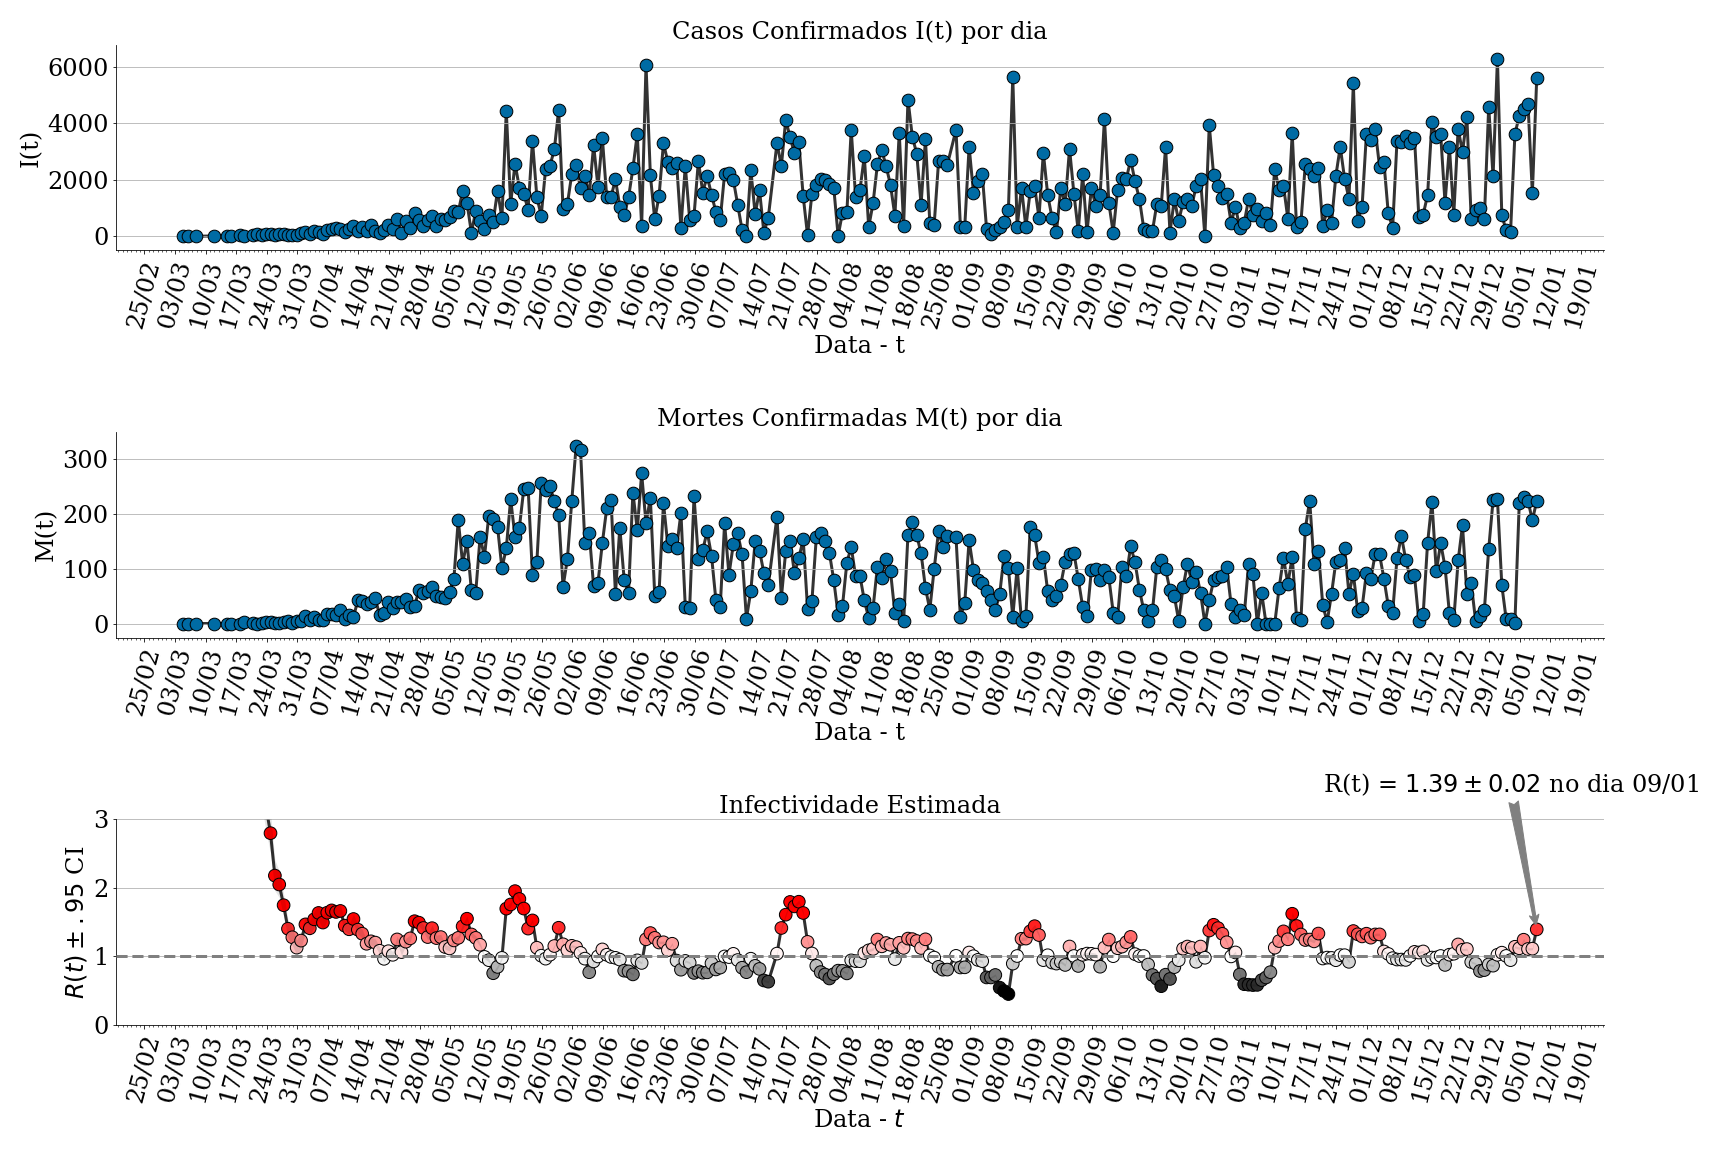 Casos Confirmados I(t) por dia
6000
4000
2000
0
I(t)
25/02 03/03 10/03 17/03 24/03 31/03 07/04 14/04 21/04 28/04 05/05 12/05 19/05 26/05 02/06 09/06 16/06 23/06 30/06 07/07 14/07 21/07 28/07 04/08 11/08 18/08 25/08 01/09 08/09 15/09 22/09 29/09 06/10 13/10 20/10 27/10 03/11 10/11 17/11 24/11 01/12 08/12 15/12 22/12 29/12 05/01 12/01 19/01
Data - t
Mortes Confirmadas M(t) por dia
300
200
100
0
M(t)
25/02 03/03 10/03 17/03 24/03 31/03 07/04 14/04 21/04 28/04 05/05 12/05 19/05 26/05 02/06 09/06 16/06 23/06 30/06 07/07 14/07 21/07 28/07 04/08 11/08 18/08 25/08 01/09 08/09 15/09 22/09 29/09 06/10 13/10 20/10 27/10 03/11 10/11 17/11 24/11 01/12 08/12 15/12 22/12 29/12 05/01 12/01 19/01
Data - t
R(t) = 1.39 ± 0.02 no dia 09/01
Infectividade Estimada
3
2
1
0
R(t) ± .95 CI
25/02 03/03 10/03 17/03 24/03 31/03 07/04 14/04 21/04 28/04 05/05 12/05 19/05 26/05 02/06 09/06 16/06 23/06 30/06 07/07 14/07 21/07 28/07 04/08 11/08 18/08 25/08 01/09 08/09 15/09 22/09 29/09 06/10 13/10 20/10 27/10 03/11 10/11 17/11 24/11 01/12 08/12 15/12 22/12 29/12 05/01 12/01 19/01
Data - t